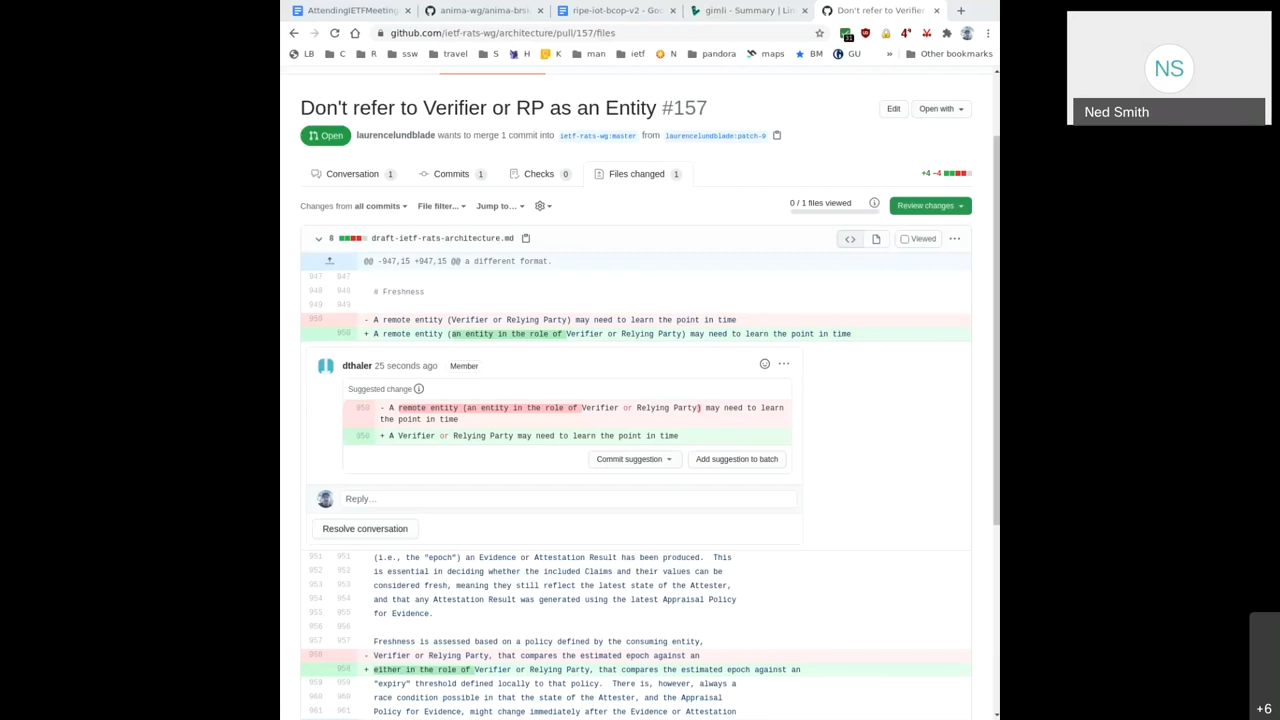 AttendingIETFMeeting
anima-wg/anima-brsk
ripe-iot-bcop-v2 - Goo
gimli - Summary | Lin
Don't refer to Verifier
github.com/ietf-rats-wg/architecture/pull/157/files
LB C R ssw travel S H K man ietf N pandora maps BM GU » Other bookmarks
Don't refer to Verifier or RP as an Entity #157
Edit
Open with
Open
laurencelundblade wants to merge 1 commit into ietf-rats-wg:master from laurencelundblade:patch-9
Conversation 1
Commits 1
Checks 0
Files changed 1
+4 −4
Changes from all commits
File filter...
Jump to...
0 / 1 files viewed
Review changes
8 draft-ietf-rats-architecture.md
Viewed
@@ -947,15 +947,15 @@ a different format.
947 947
948 948 # Freshness
949 949
950 - A remote entity (Verifier or Relying Party) may need to learn the point in time
950 + A remote entity (an entity in the role of Verifier or Relying Party) may need to learn the point in time
dthaler 25 seconds ago Member
Suggested change
950 - A remote entity (an entity in the role of Verifier or Relying Party) may need to learn
the point in time
950 + A Verifier or Relying Party may need to learn the point in time
Commit suggestion
Add suggestion to batch
Reply…
Resolve conversation
951 951 (i.e., the "epoch") an Evidence or Attestation Result has been produced. This
952 952 is essential in deciding whether the included Claims and their values can be
953 953 considered fresh, meaning they still reflect the latest state of the Attester,
954 954 and that any Attestation Result was generated using the latest Appraisal Policy
955 955 for Evidence.
956 956
957 957 Freshness is assessed based on a policy defined by the consuming entity,
958 - Verifier or Relying Party, that compares the estimated epoch against an
958 + either in the role of Verifier or Relying Party, that compares the estimated epoch against an
959 959 "expiry" threshold defined locally to that policy. There is, however, always a
960 960 race condition possible in that the state of the Attester, and the Appraisal
961 961 Policy for Evidence, might change immediately after the Evidence or Attestation
NS
Ned Smith
+6